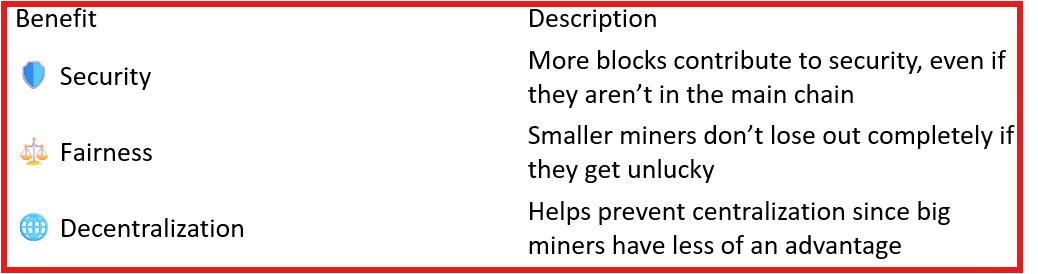 Benefit Description
Security More blocks contribute to security, even if
they aren’t in the main chain
Fairness Smaller miners don’t lose out completely if
they get unlucky
Decentralization Helps prevent centralization since big
miners have less of an advantage